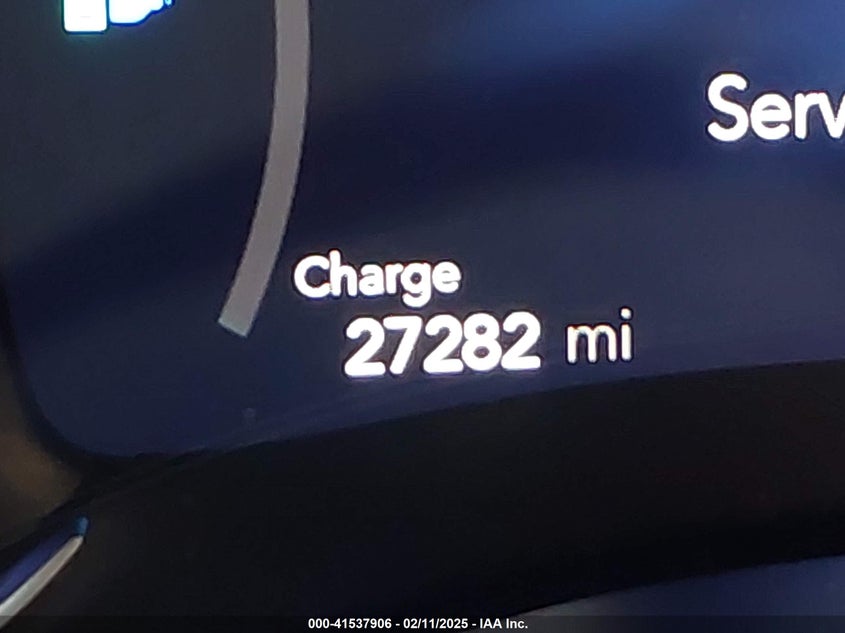 Serv
Charge
27282 mi
000-41537906 - 02/11/2025 - IAA Inc.